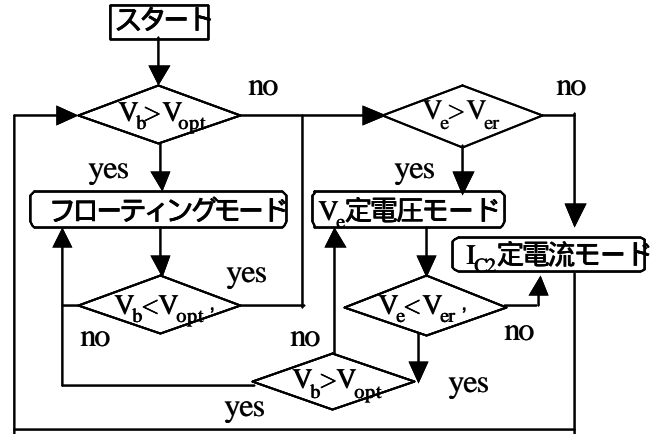 スタート
no
no
Vb>Vopt
Ve>Ver
yes
yes
フローティングモード
Ve定電圧モード
IC2定電流モード
yes
Vb<Vopt'
Ve<Ver'
no
no
no
Vb>Vopt
yes
yes